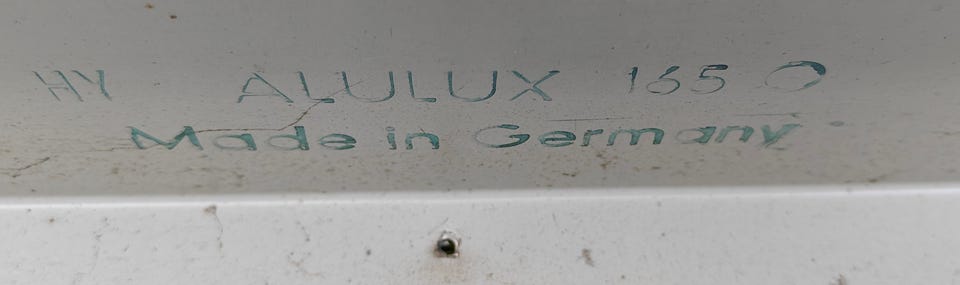 HY ALULUX 165
Made in Germany